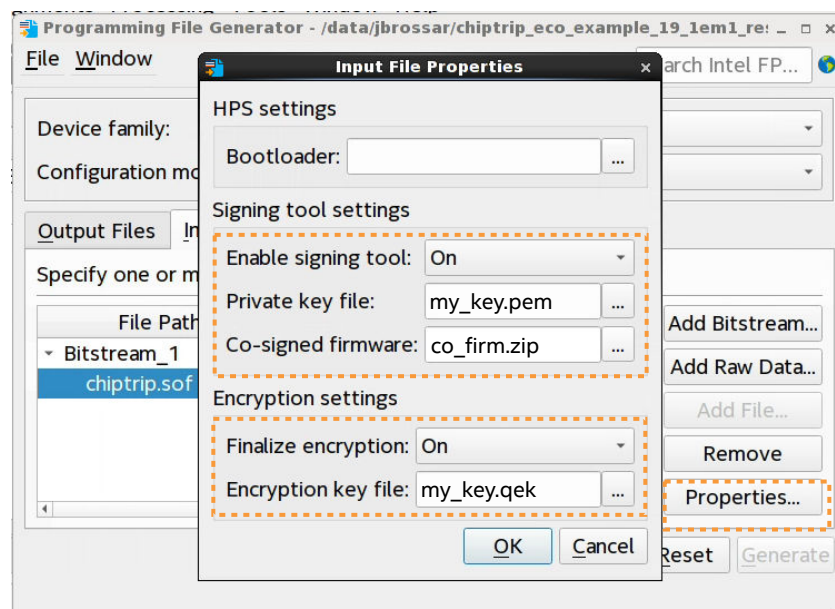 Programming File Generator - /data/jbrossar/chiptrip_eco_example_19_1em1_re
File Window
arch Intel FP...
Input File Properties
HPS settings
Device family:
Bootloader: ...
Configuration mo
Signing tool settings
Output Files In
Enable signing tool: On
Specify one or m
Private key file: my_key.pem ...
File Path
Add Bitstream...
Co-signed firmware: co_firm.zip ...
Bitstream_1
Add Raw Data...
chiptrip.sof
Encryption settings
Add File...
Finalize encryption: On
Remove
Encryption key file: my_key.qek ...
Properties...
OK Cancel
Reset Generate